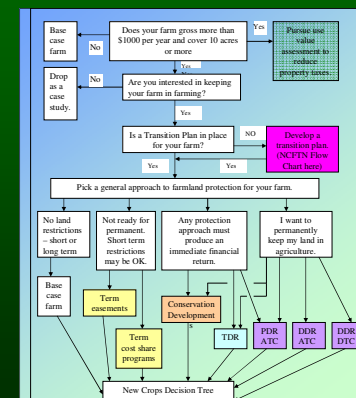 Base
case
farm
Does your farm gross more than
$1000 per year and cover 10 acres
or more
Yes
Pursue use
value
assessment to
reduce
property taxes.
No
Yes
Drop
as a
case
study.
No
Are you interested in keeping
your farm in farming?
Yes
Is a Transition Plan in place
for your farm?
NO
Develop a
transition plan.
(NCFTN Flow
Chart here)
Yes
Yes
Pick a general approach to farmland protection for your farm.
No land
restrictions
– short or
long term
Not ready for
permanent.
Short term
restrictions
may be OK.
Any protection
approach must
produce an
immediate financial
return.
I want to
permanently
keep my land in
agriculture.
Base
case
farm
Term
easements
Conservation
Development
s
Term
cost share
programs
TDR
PDR
ATC
DDR
ATC
DDR
DTC
New Crops Decision Tree